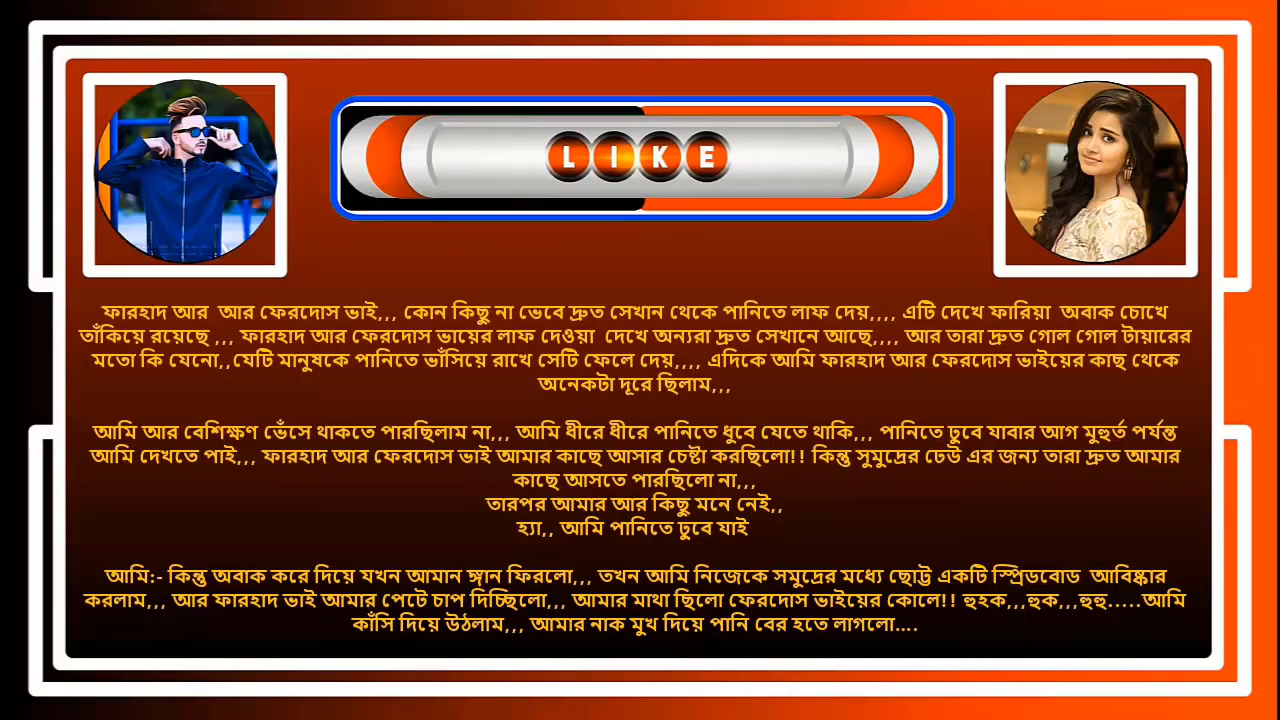 LIKE
ফারহাদ আর আর ফেরদোস ভাই,,, কোন কিছু না ভেবে দ্রুত সেখান থেকে পানিতে লাফ দেয়,,,, এটি দেখে ফারিয়া অবাক চোখে
তাঁকিয়ে রয়েছে ,,, ফারহাদ আর ফেরদোস ভায়ের লাফ দেওয়া দেখে অন্যরা দ্রুত সেখানে আছে,,,, আর তারা দ্রুত গোল গোল টায়ারের
মতো কি যেনো,,যেটি মানুষকে পানিতে ভাঁসিয়ে রাখে সেটি ফেলে দেয়,,,, এদিকে আমি ফারহাদ আর ফেরদোস ভাইয়ের কাছ থেকে
অনেকটা দূরে ছিলাম,,,
আমি আর বেশিক্ষণ ভেঁসে থাকতে পারছিলাম না,,, আমি ধীরে ধীরে পানিতে ধুবে যেতে থাকি,,, পানিতে ঢুবে যাবার আগ মুহুর্ত পর্যন্ত
আমি দেখতে পাই,,, ফারহাদ আর ফেরদোস ভাই আমার কাছে আসার চেষ্টা করছিলো!! কিন্তু সুমুদ্রের ঢেউ এর জন্য তারা দ্রুত আমার
কাছে আসতে পারছিলো না,,,
তারপর আমার আর কিছু মনে নেই,,
হ্যা,, আমি পানিতে ঢুবে যাই
আমি:- কিন্তু অবাক করে দিয়ে যখন আমান ঙ্গান ফিরলো,,, তখন আমি নিজেকে সমুদ্রের মধ্যে ছোট্ট একটি স্প্রিডবোড আবিষ্কার
করলাম,,, আর ফারহাদ ভাই আমার পেটে চাপ দিচ্ছিলো,,, আমার মাথা ছিলো ফেরদোস ভাইয়ের কোলে!! হুহক,,,হুক,,,হুহু.....আমি
কাঁসি দিয়ে উঠলাম,,, আমার নাক মুখ দিয়ে পানি বের হতে লাগলো....